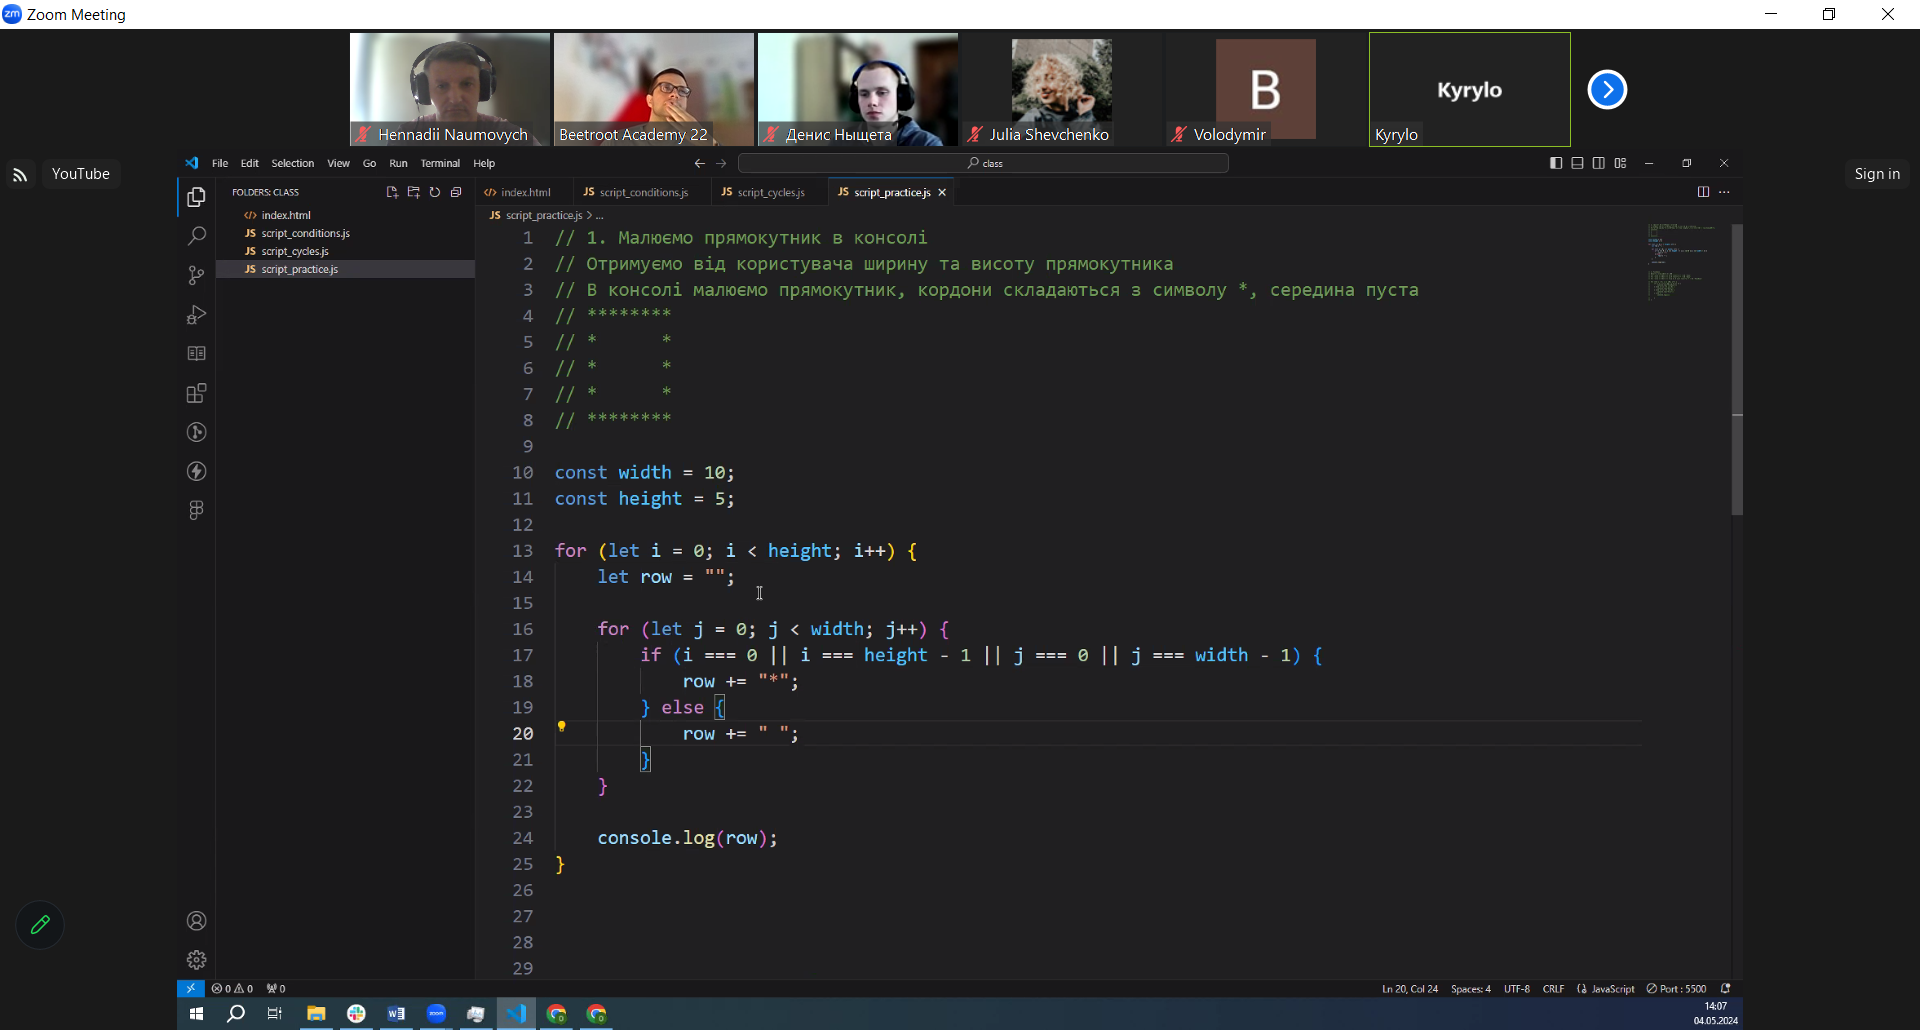 Zoom Meeting
Hennadii Naumovych
Beetroot Academy 22
Денис Ныщета
Julia Shevchenko
B
Volodymir
Kyrylo
Kyrylo
YouTube
Sign in
File Edit Selection View Go Run Terminal Help
class
FOLDERS: CLASS
index.html
JS script_conditions.js
JS script_cycles.js
JS script_practice.js
index.html JS script_conditions.js JS script_cycles.js JS script_practice.js
JS script_practice.js > ...
1 // 1. Малюємо прямокутник в консолі
2 // Отримуємо від користувача ширину та висоту прямокутника
3 // В консолі малюємо прямокутник, кордони складаються з символу *, середина пуста
4 // ********
5 // *      *
6 // *      *
7 // *      *
8 // ********
9
10 const width = 10;
11 const height = 5;
12
13 for (let i = 0; i < height; i++) {
14     let row = "";
15
16     for (let j = 0; j < width; j++) {
17         if (i === 0 || i === height - 1 || j === 0 || j === width - 1) {
18             row += "*";
19         } else {
20             row += " ";
21         }
22     }
23
24     console.log(row);
25 }
26
27
28
29
0 0 0
Ln 20, Col 24 Spaces: 4 UTF-8 CRLF {} JavaScript Port : 5500
14:07
04.05.2024